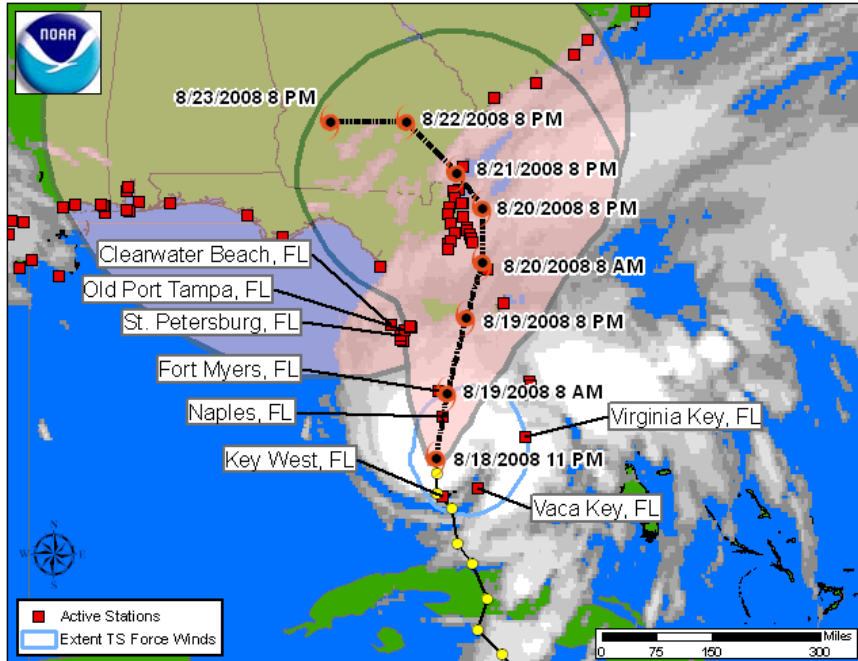 NOAA
8/23/2008 8 PM
8/22/2008 8 PM
8/21/2008 8 PM
8/20/2008 8 PM
Clearwater Beach, FL
8/20/2008 8 AM
Old Port Tampa, FL
St. Petersburg, FL
8/19/2008 8 PM
Fort Myers, FL
8/19/2008 8 AM
Naples, FL
Virginia Key, FL
Key West, FL
8/18/2008 11 PM
Vaca Key, FL
N
W E
S
Active Stations
Extent TS Force Winds
Miles
0 75 150 300